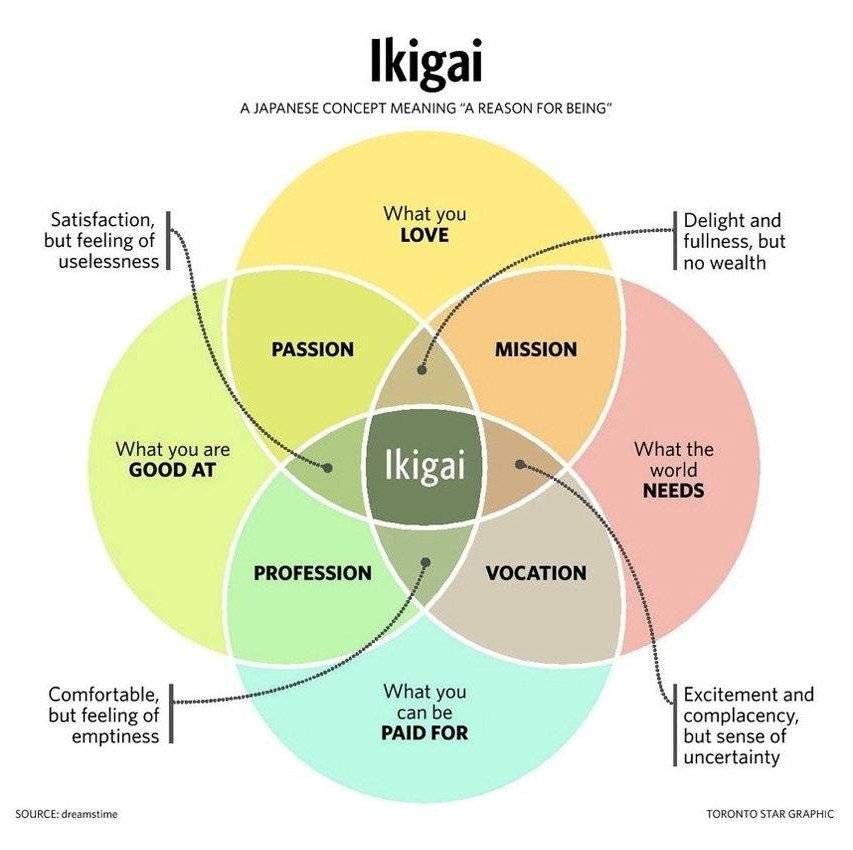 Ikigai
A JAPANESE CONCEPT MEANING “A REASON FOR BEING”
What you
LOVE
Satisfaction,
but feeling of
uselessness
Delight and
fullness, but
no wealth
PASSION
MISSION
What you are
GOOD AT
Ikigai
What the
world
NEEDS
PROFESSION
VOCATION
Comfortable,
but feeling of
emptiness
What you
can be
PAID FOR
Excitement and
complacency,
but sense of
uncertainty
SOURCE: dreamstime
TORONTO STAR GRAPHIC